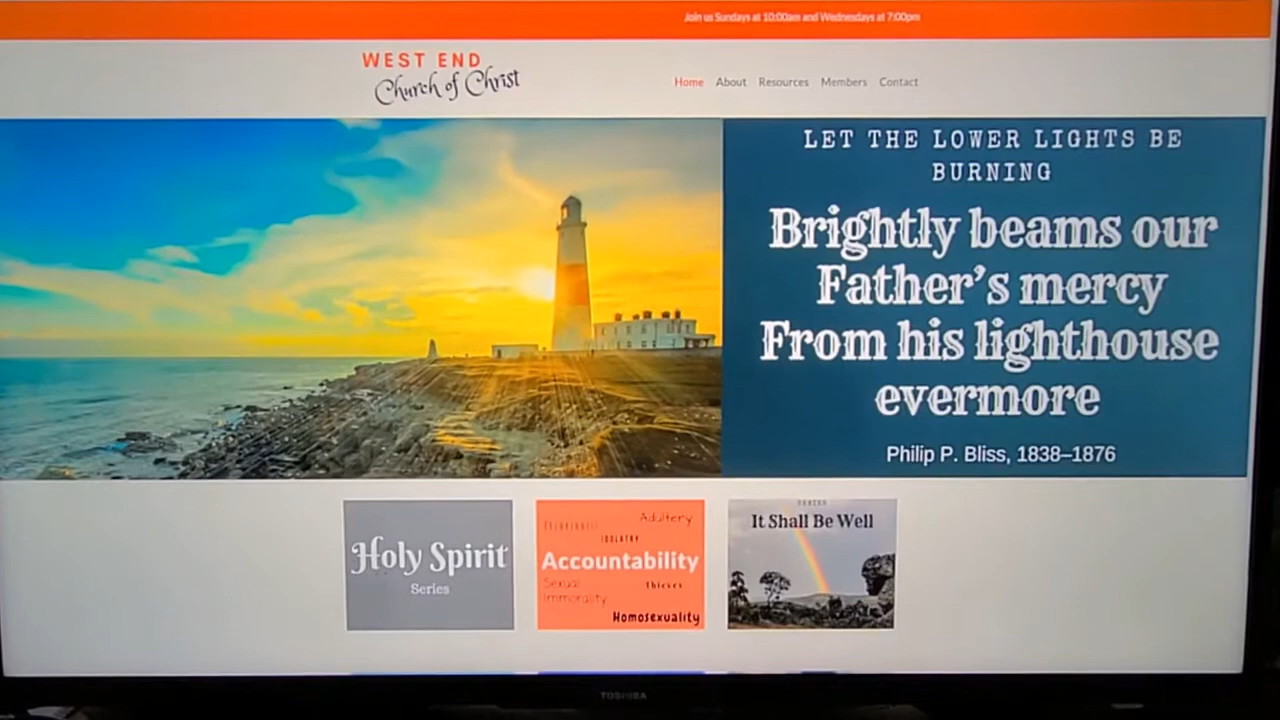 Join us Sundays at 10:00am and Wednesdays at 7:00pm
WEST END
Church of Christ
Home About Resources Members Contact
LET THE LOWER LIGHTS BE
BURNING
Brightly beams our
Father's mercy
From his lighthouse
evermore
Philip P. Bliss, 1838–1876
Holy Spirit
Series
Adultery
IDOLATRY
Accountability
Sexual
Immorality
Thieves
Homosexuality
It Shall Be Well
TOSHIBA